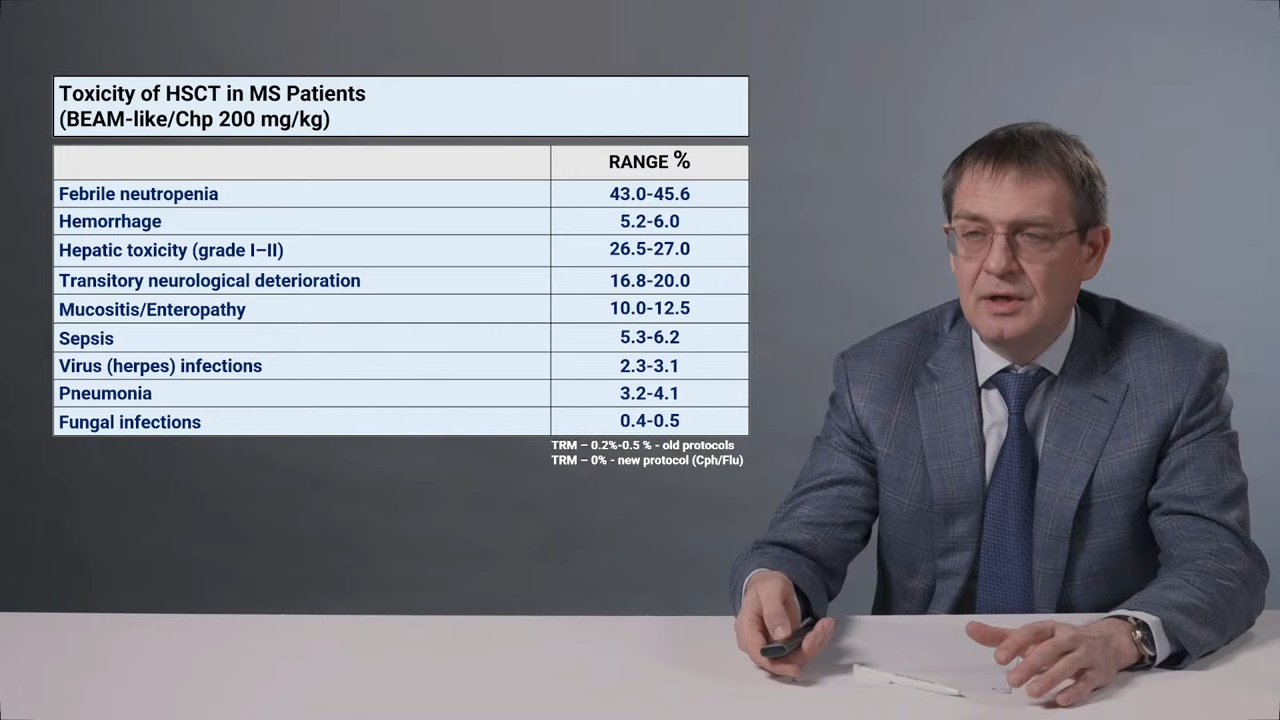 Toxicity of HSCT in MS Patients
(BEAM-like/Chp 200 mg/kg)
RANGE %
Febrile neutropenia 43.0-45.6
Hemorrhage 5.2-6.0
Hepatic toxicity (grade I–II) 26.5-27.0
Transitory neurological deterioration 16.8-20.0
Mucositis/Enteropathy 10.0-12.5
Sepsis 5.3-6.2
Virus (herpes) infections 2.3-3.1
Pneumonia 3.2-4.1
Fungal infections 0.4-0.5
TRM – 0.2%-0.5 % - old protocols
TRM – 0% - new protocol (Cph/Flu)